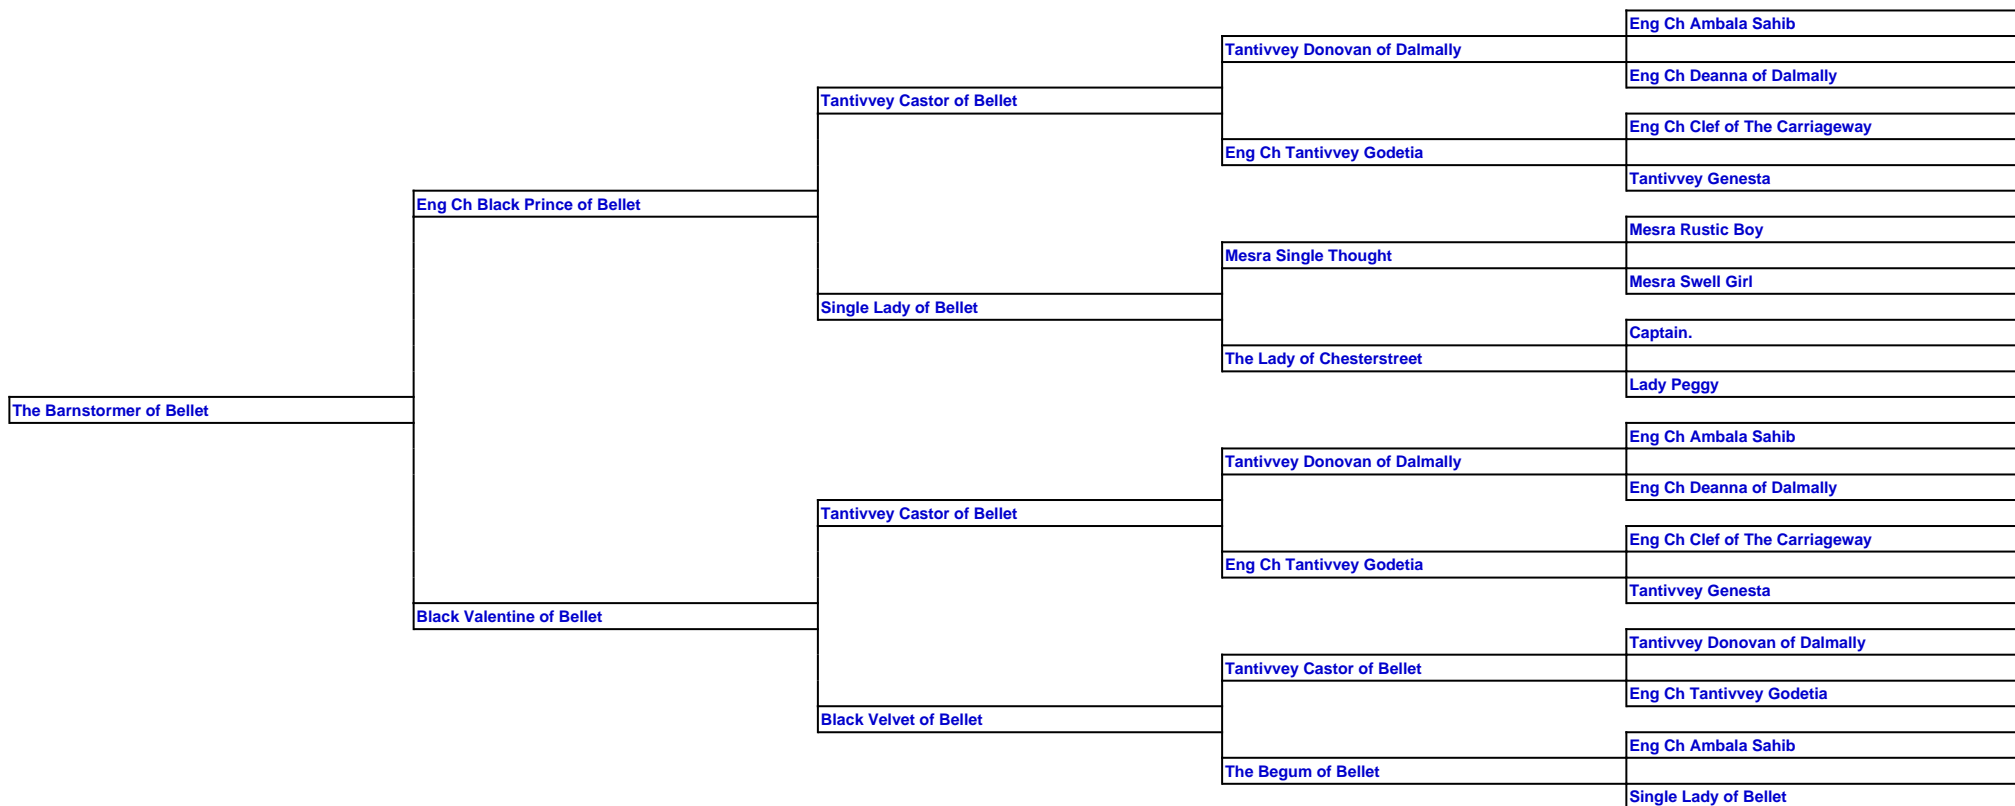 Eng Ch Ambala Sahib
Tantivvey Donovan of Dalmally
Eng Ch Deanna of Dalmally
Tantivvey Castor of Bellet
Eng Ch Clef of The Carriageway
Eng Ch Tantivvey Godetia
Tantivvey Genesta
Eng Ch Black Prince of Bellet
Mesra Rustic Boy
Mesra Single Thought
Mesra Swell Girl
Single Lady of Bellet
Captain.
The Lady of Chesterstreet
Lady Peggy
The Barnstormer of Bellet
Eng Ch Ambala Sahib
Tantivvey Donovan of Dalmally
Eng Ch Deanna of Dalmally
Tantivvey Castor of Bellet
Eng Ch Clef of The Carriageway
Eng Ch Tantivvey Godetia
Tantivvey Genesta
Black Valentine of Bellet
Tantivvey Donovan of Dalmally
Tantivvey Castor of Bellet
Eng Ch Tantivvey Godetia
Black Velvet of Bellet
Eng Ch Ambala Sahib
The Begum of Bellet
Single Lady of Bellet